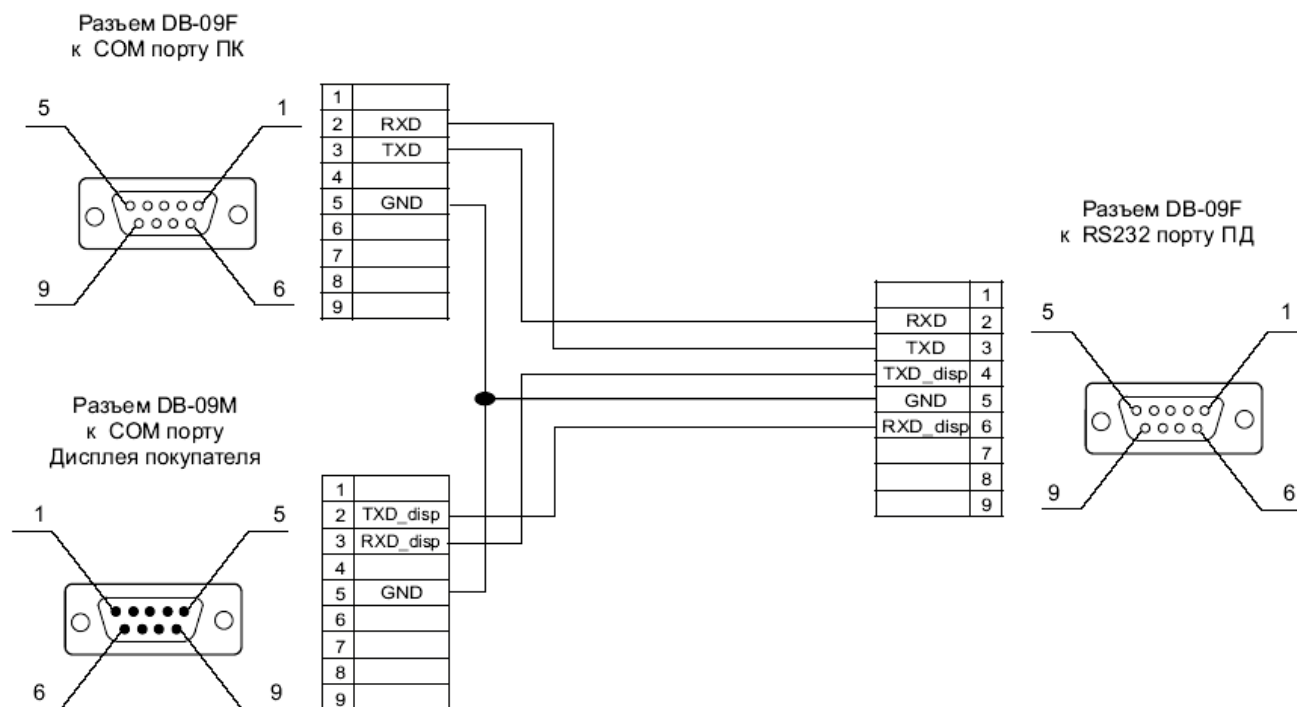 Разъем DB-09F
к COM порту ПК
5
1
9
6
1
2 RXD
3 TXD
4
5 GND
6
7
8
9
Разъем DB-09M
к COM порту
Дисплея покупателя
1
5
6
9
1
2 TXD_disp
3 RXD_disp
4
5 GND
6
7
8
9
1
RXD 2
TXD 3
TXD_disp 4
GND 5
RXD_disp 6
7
8
9
Разъем DB-09F
к RS232 порту ПД
5
1
9
6